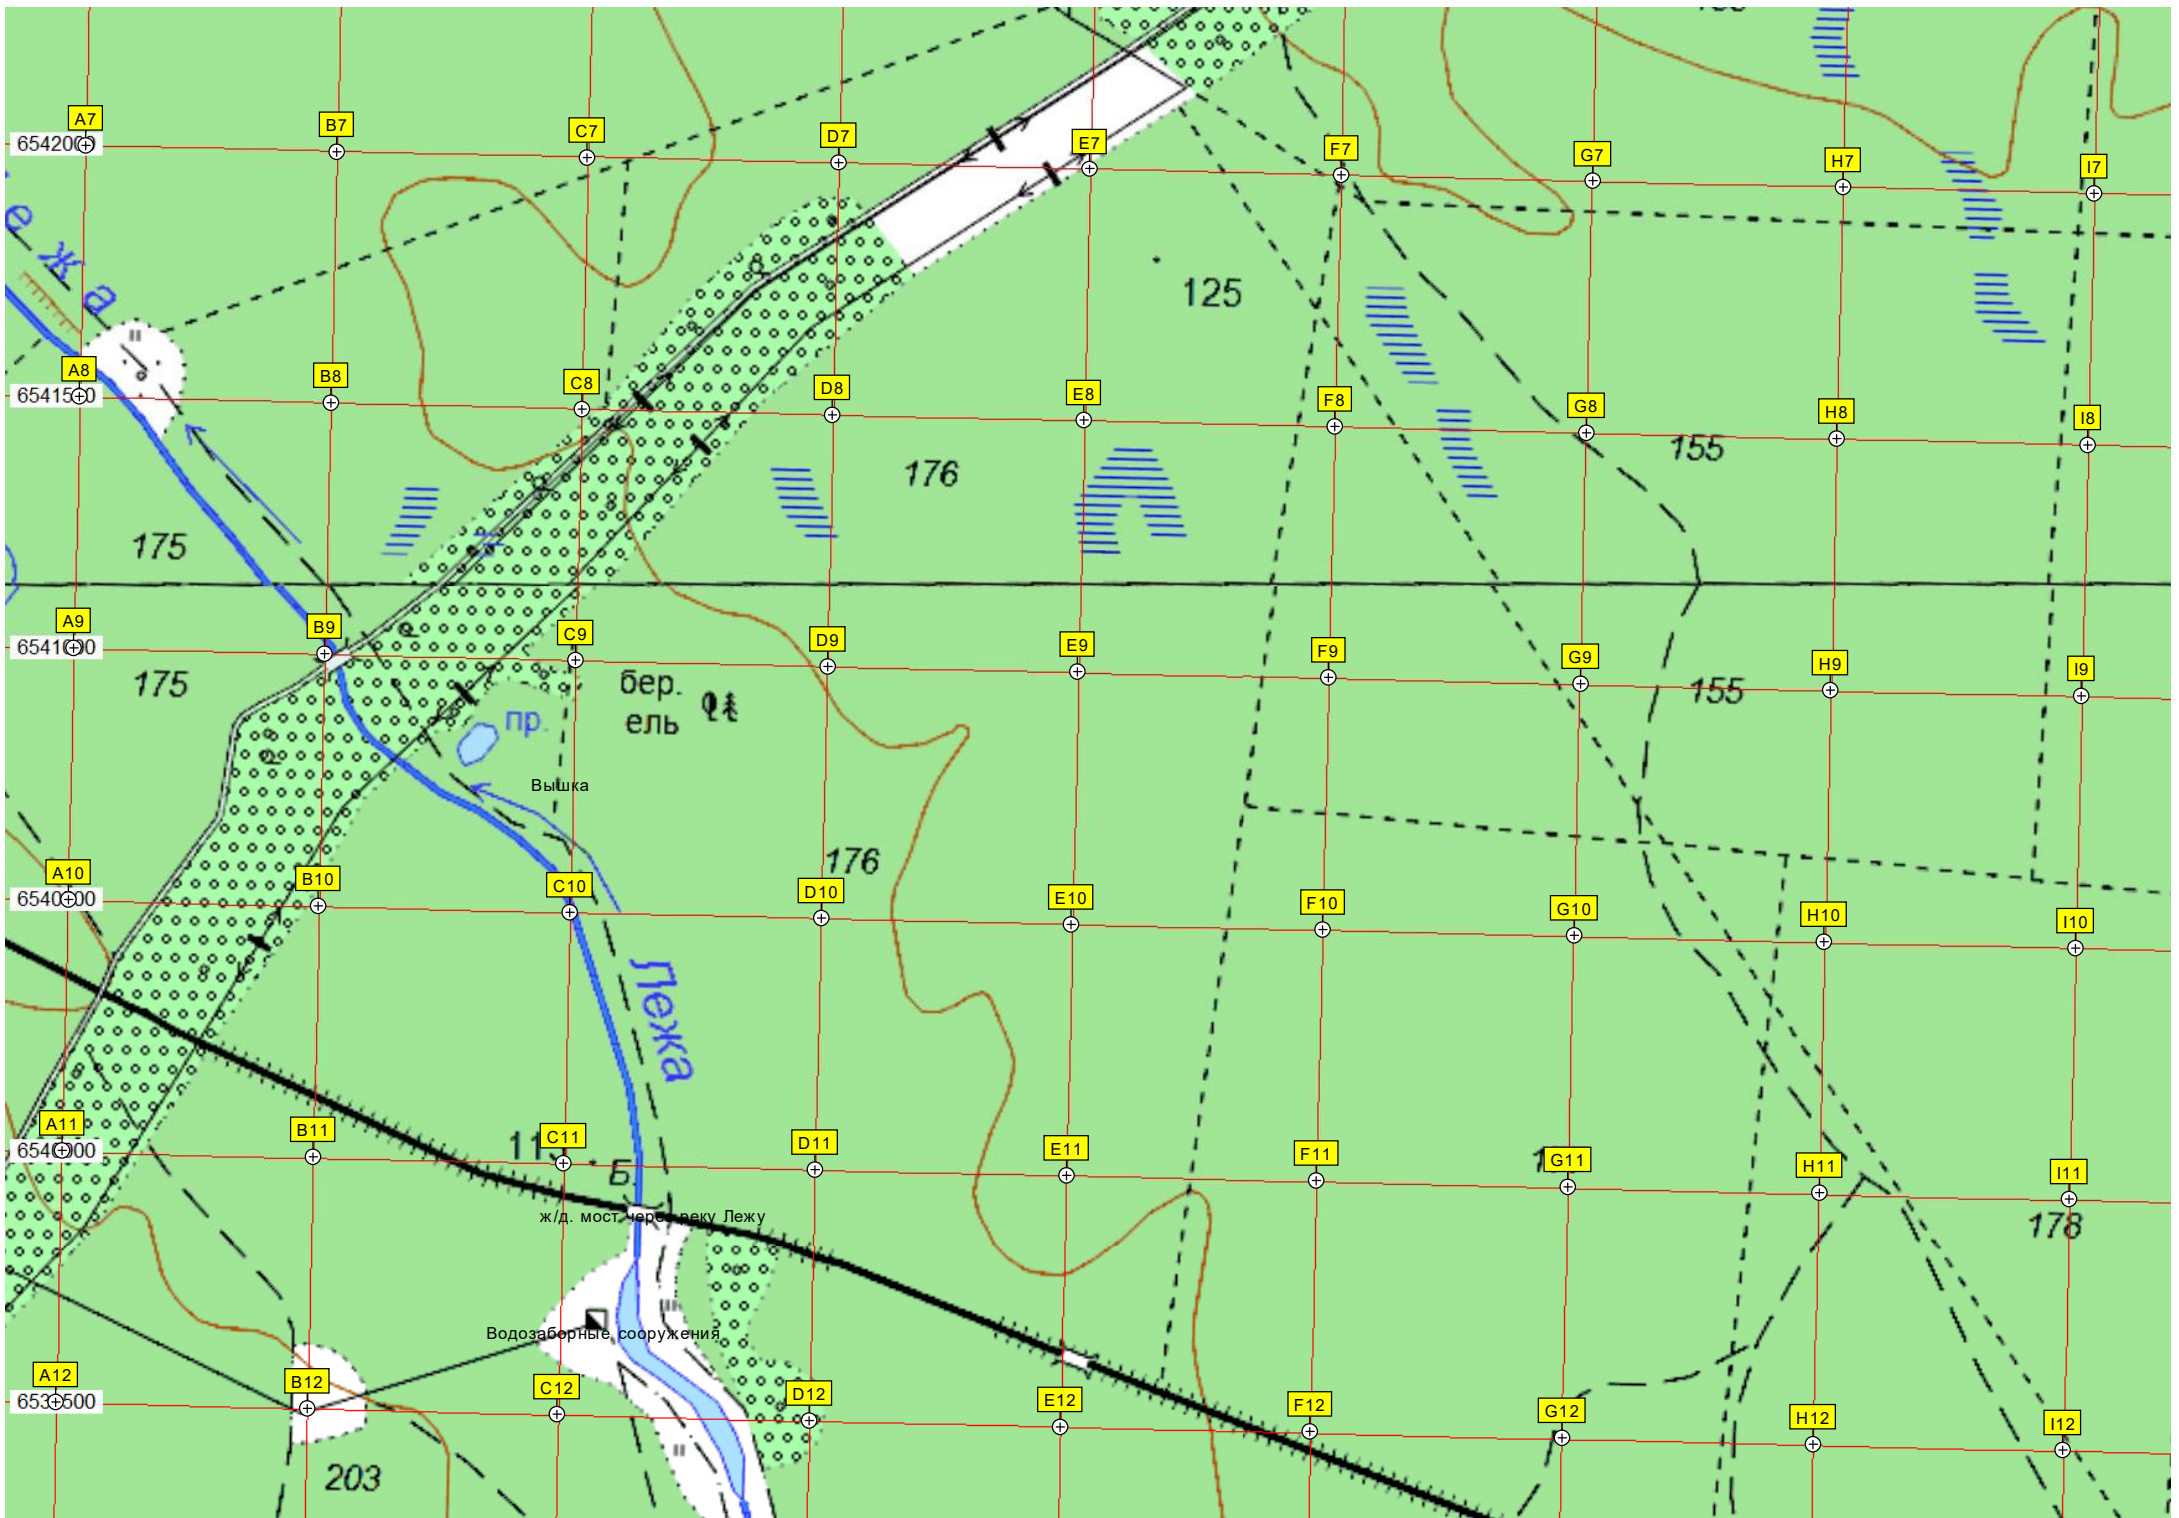 A7
B7
C7
D7
E7
F7
G7
H7
I7
6542000
е ж а
125
A8
B8
C8
D8
E8
F8
G8
H8
I8
155
176
175
A9
B9
C9
D9
E9
F9
G9
H9
I9
175
бер.
ель
155
пр.
Вышка
176
A10
B10
C10
D10
E10
F10
G10
H10
I10
Лежа
A11
B11
C11
D11
E11
F11
G11
H11
I11
Б.
ж/д. мост через реку Лежу
178
Водозаборные сооружения
A12
B12
C12
D12
E12
F12
G12
H12
I12
203